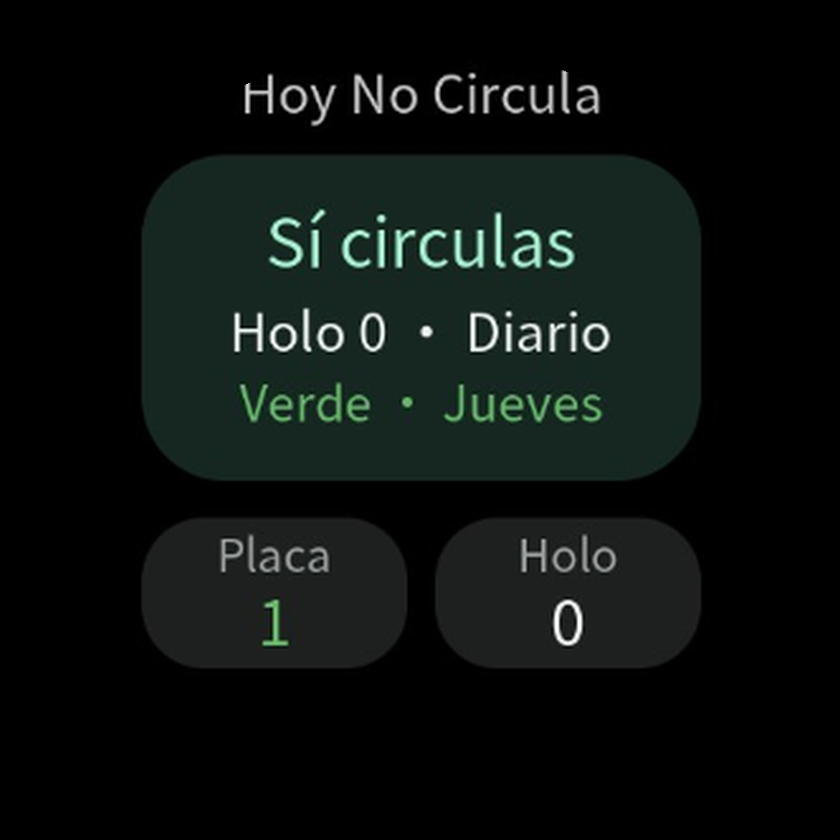 Hoy No Circula
Sí circulas
Holo 0 • Diario
Verde • Jueves
Placa
1
Holo
0